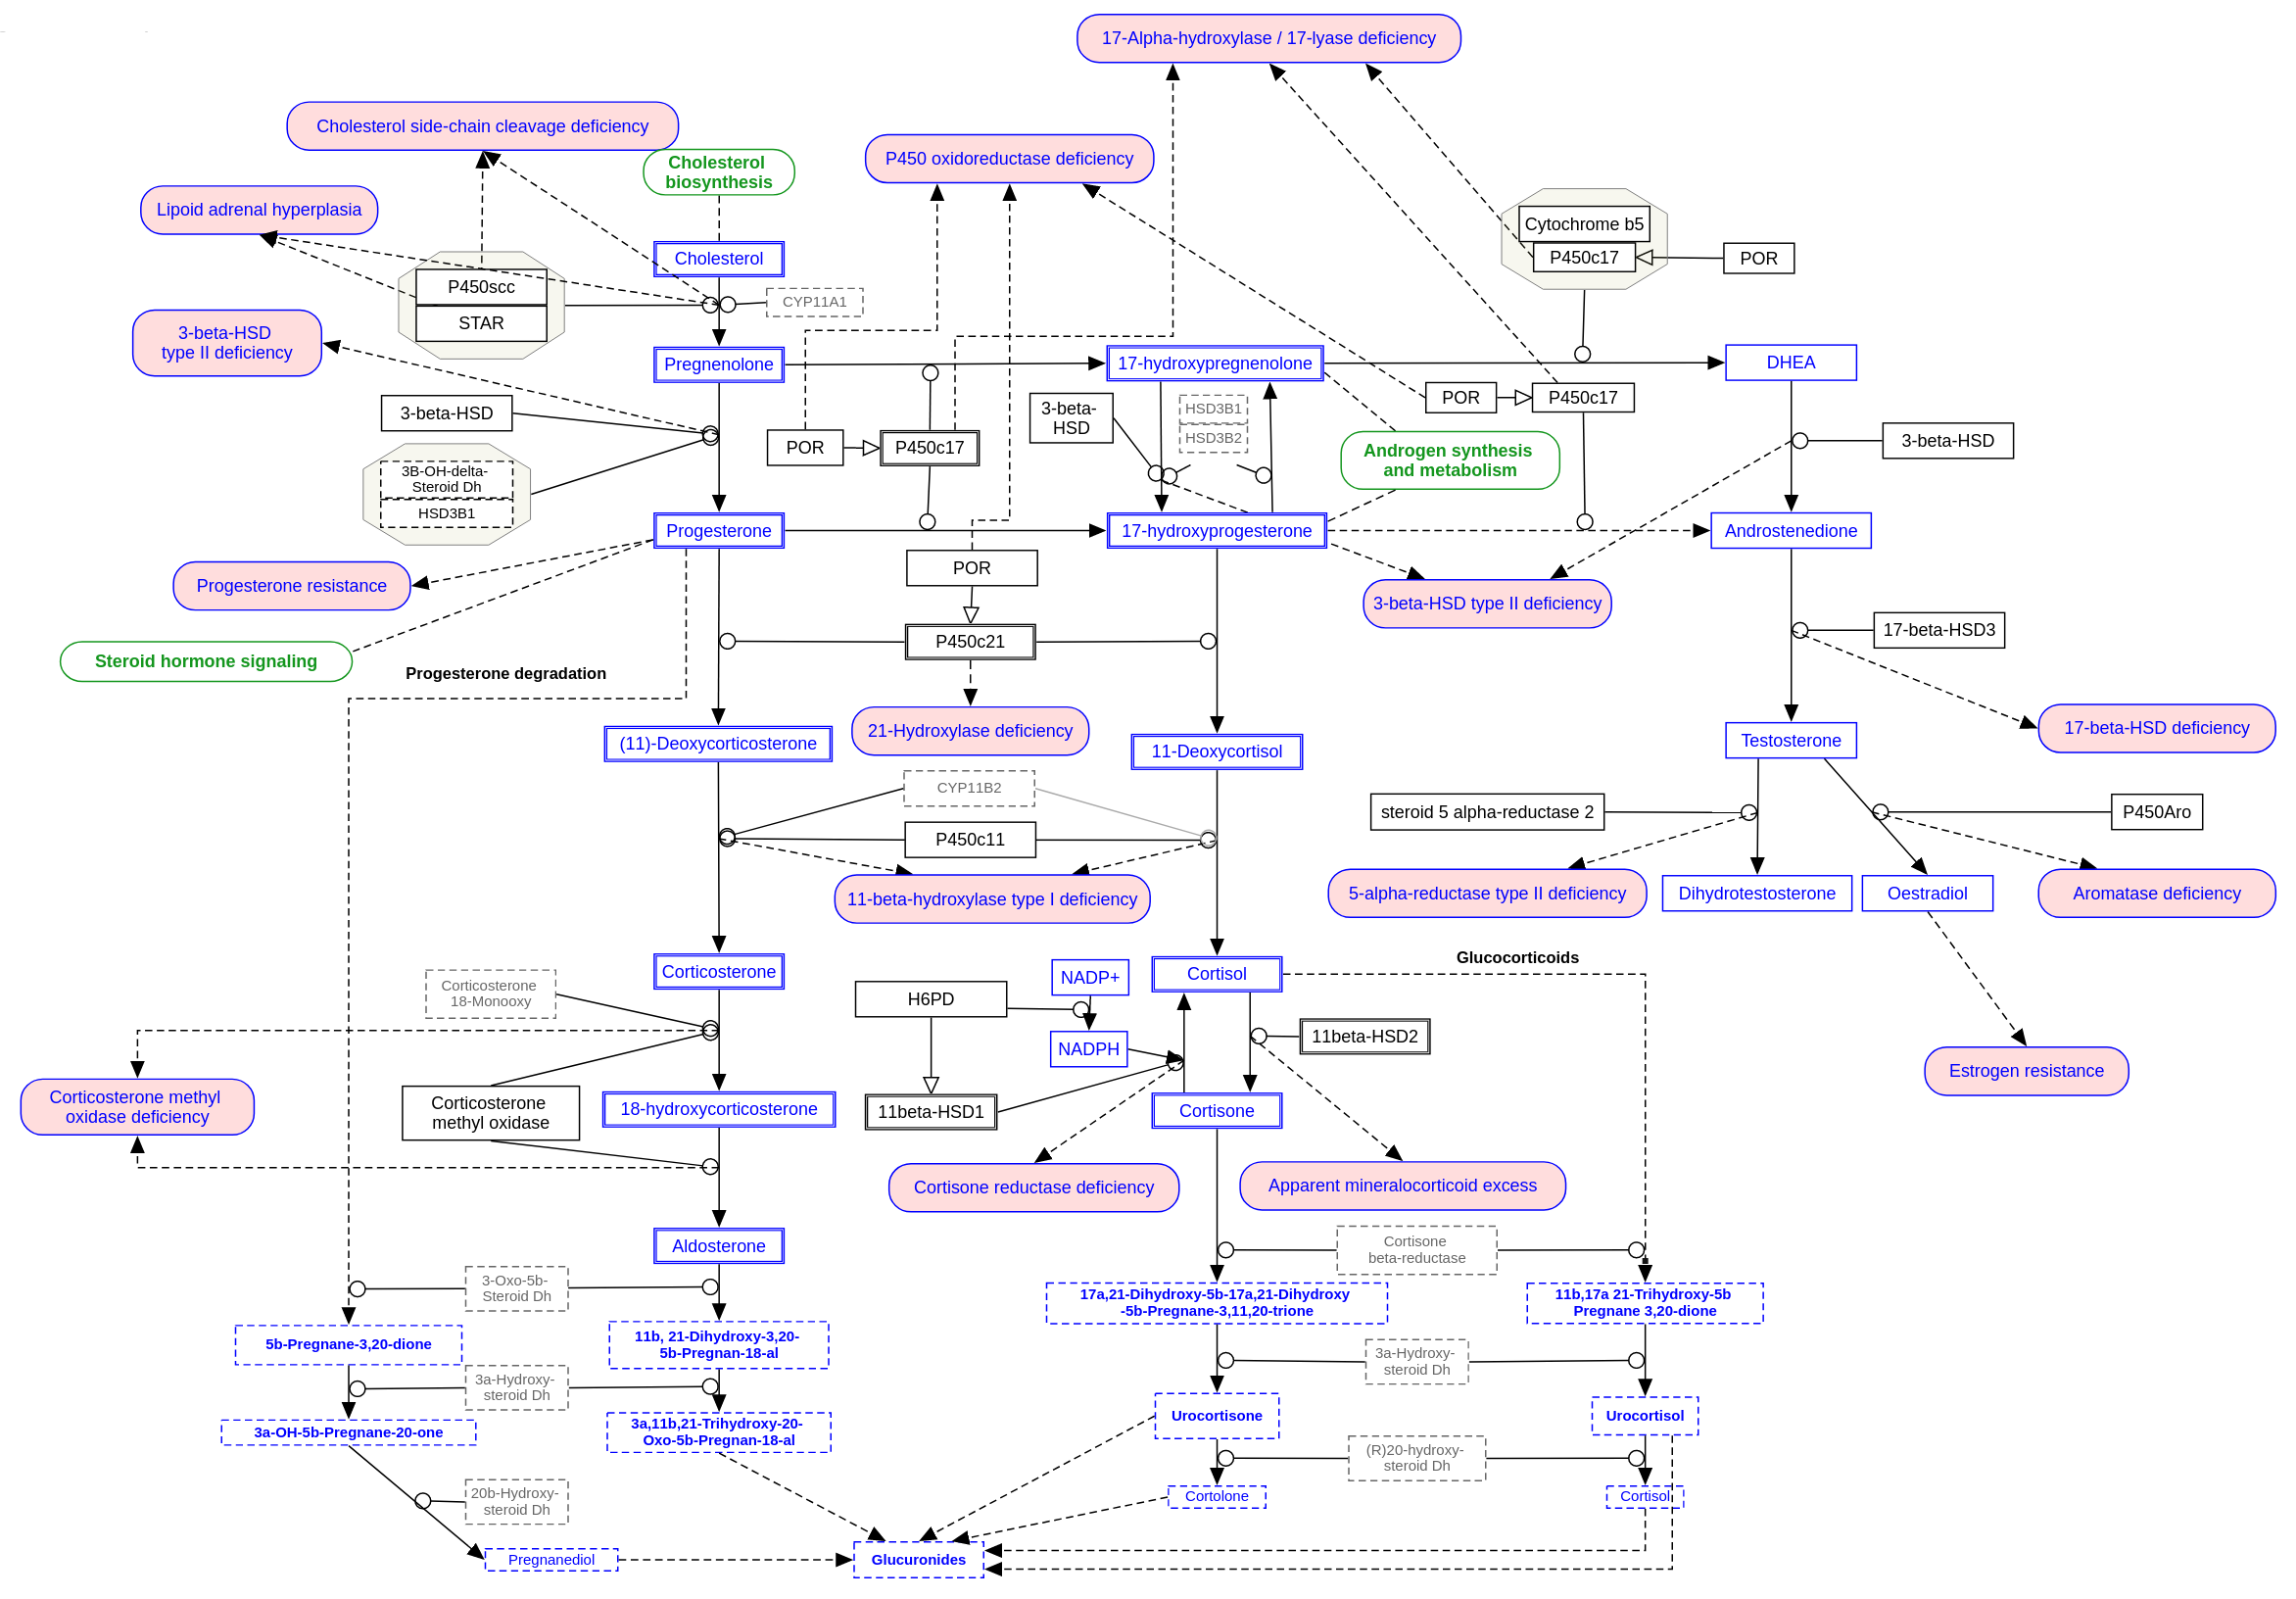 17-Alpha-hydroxylase / 17-lyase deficiency
Cholesterol side-chain cleavage deficiency
P450 oxidoreductase deficiency
Cholesterol
biosynthesis
Lipoid adrenal hyperplasia
Cytochrome b5
P450c17
POR
Cholesterol
P450scc
STAR
CYP11A1
3-beta-HSD
type II deficiency
Pregnenolone
17-hydroxypregnenolone
DHEA
3-beta-HSD
3-beta-
HSD
HSD3B1
HSD3B2
POR
P450c17
POR
P450c17
3-beta-HSD
Androgen synthesis
and metabolism
3B-OH-delta-
Steroid Dh
HSD3B1
Progesterone
17-hydroxyprogesterone
Androstenedione
POR
Progesterone resistance
3-beta-HSD type II deficiency
17-beta-HSD3
P450c21
Steroid hormone signaling
Progesterone degradation
21-Hydroxylase deficiency
17-beta-HSD deficiency
(11)-Deoxycorticosterone
11-Deoxycortisol
Testosterone
CYP11B2
steroid 5 alpha-reductase 2
P450Aro
P450c11
11-beta-hydroxylase type I deficiency
5-alpha-reductase type II deficiency
Dihydrotestosterone
Oestradiol
Aromatase deficiency
Glucocorticoids
Corticosterone
NADP+
Cortisol
Corticosterone
18-Monooxy
H6PD
11beta-HSD2
NADPH
Estrogen resistance
Corticosterone methyl
oxidase deficiency
Corticosterone
methyl oxidase
18-hydroxycorticosterone
11beta-HSD1
Cortisone
Cortisone reductase deficiency
Apparent mineralocorticoid excess
Aldosterone
Cortisone
beta-reductase
3-Oxo-5b-
Steroid Dh
17a,21-Dihydroxy-5b-17a,21-Dihydroxy
-5b-Pregnane-3,11,20-trione
11b,17a 21-Trihydroxy-5b
Pregnane 3,20-dione
5b-Pregnane-3,20-dione
11b, 21-Dihydroxy-3,20-
5b-Pregnan-18-al
3a-Hydroxy-
steroid Dh
3a-Hydroxy-
steroid Dh
3a-OH-5b-Pregnane-20-one
3a,11b,21-Trihydroxy-20-
Oxo-5b-Pregnan-18-al
Urocortisone
Urocortisol
(R)20-hydroxy-
steroid Dh
20b-Hydroxy-
steroid Dh
Cortolone
Cortisol
Pregnanediol
Glucuronides